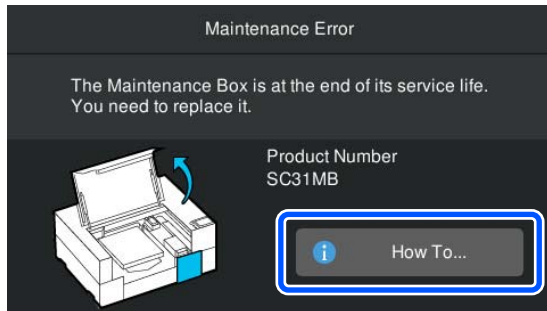 Maintenance Error
The Maintenance Box is at the end of its service life.
You need to replace it.
Product Number
SC31MB
i
How To...